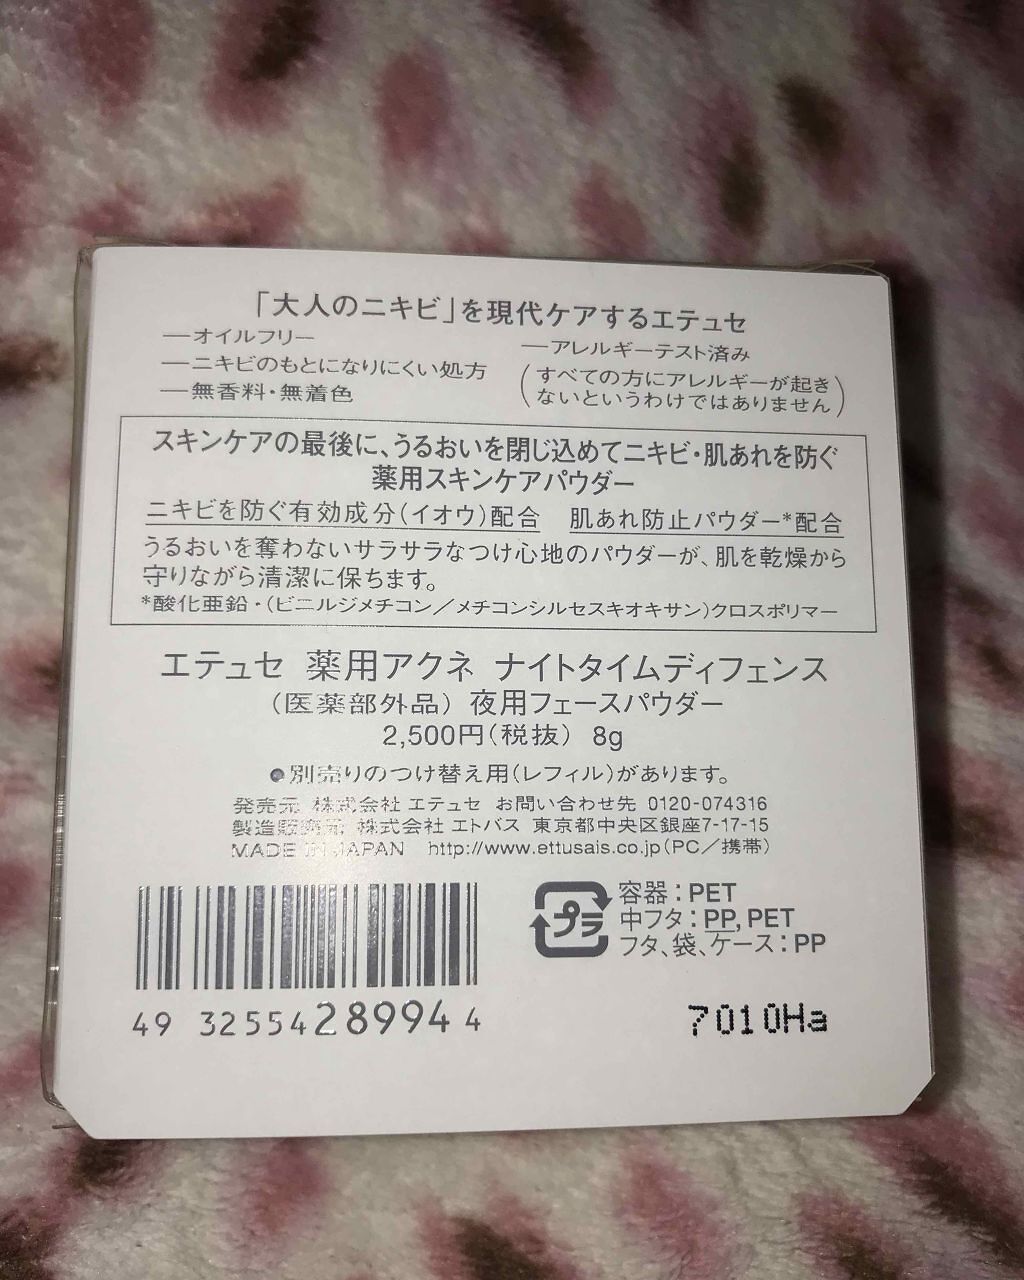 「大人のニキビ」を現代ケアするエテュセ
―オイルフリー
―ニキビのもとになりにくい処方
―無香料・無着色
―アレルギーテスト済み
(すべての方にアレルギーが起き
ないというわけではありません)
スキンケアの最後に、うるおいを閉じ込めてニキビ・肌あれを防ぐ
薬用スキンケアパウダー
ニキビを防ぐ有効成分(イオウ)配合 肌あれ防止パウダー*配合
うるおいを奪わないサラサラなつけ心地のパウダーが、肌を乾燥から
守りながら清潔に保ちます。
*酸化亜鉛・(ビニルジメチコン/メチコンシルセスキオキサン)クロスポリマー
エテュセ 薬用アクネ ナイトタイムディフェンス
(医薬部外品) 夜用フェースパウダー
2,500円(税抜) 8g
●別売りのつけ替え用(レフィル)があります。
発売元 株式会社 エテュセ お問い合わせ先 0120-074316
製造販売元 株式会社 エトバス 東京都中央区銀座7-17-15
MADE IN JAPAN http://www.ettusais.co.jp(PC/携帯)
プラ
容器:PET
中フタ:PP, PET
フタ、袋、ケース:PP
49 32554 28994 4
7010Ha